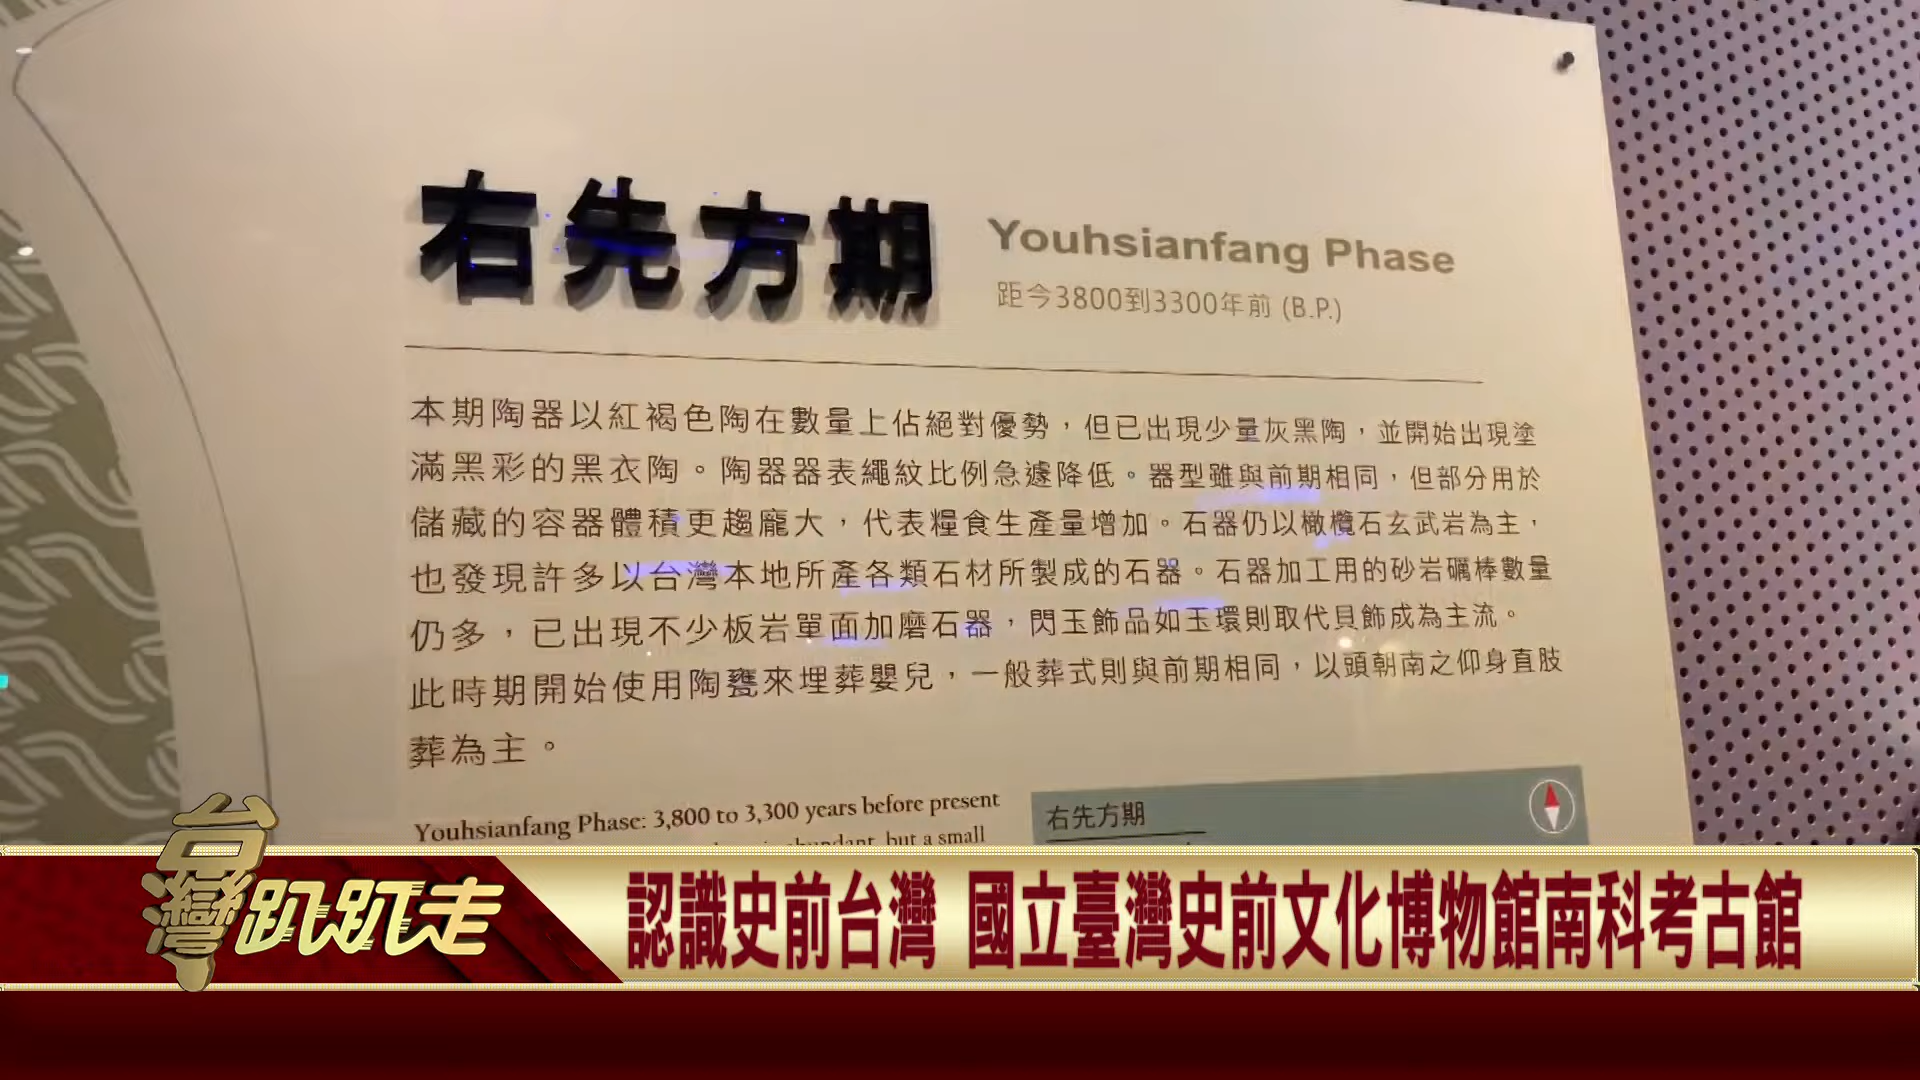 右先方期
Youhsianfang Phase
距今3800到3300年前 (B.P.)
本期陶器以紅褐色陶在數量上佔絕對優勢，但已出現少量灰黑陶，並開始出現塗
滿黑彩的黑衣陶。陶器器表繩紋比例急遽降低。器型雖與前期相同，但部分用於
儲藏的容器體積更趨龐大，代表糧食生產量增加。石器仍以橄欖石玄武岩為主，
也發現許多以台灣本地所產各類石材所製成的石器。石器加工用的砂岩礪棒數量
仍多，已出現不少板岩單面加磨石器，閃玉飾品如玉環則取代貝飾成為主流。
此時期開始使用陶甕來埋葬嬰兒，一般葬式則與前期相同，以頭朝南之仰身直肢
葬為主。
Youhsianfang Phase: 3,800 to 3,300 years before present
abundant, but a small
右先方期
台灣趴趴走
認識史前台灣 國立臺灣史前文化博物館南科考古館